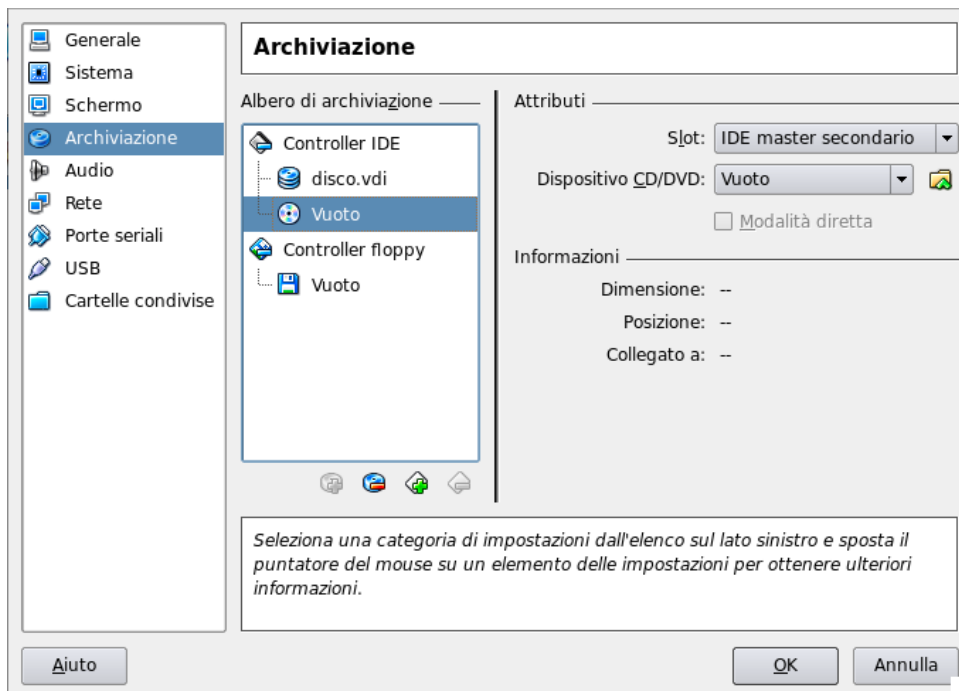 Generale
Sistema
Schermo
Archiviazione
Audio
Rete
Porte seriali
USB
Cartelle condivise
Archiviazione
Albero di archiviazione
Controller IDE
disco.vdi
Vuoto
Controller floppy
Vuoto
Attributi
Slot: IDE master secondario
Dispositivo CD/DVD: Vuoto
Modalità diretta
Informazioni
Dimensione: --
Posizione: --
Collegato a: --
Seleziona una categoria di impostazioni dall'elenco sul lato sinistro e sposta il
puntatore del mouse su un elemento delle impostazioni per ottenere ulteriori
informazioni.
Aiuto
OK
Annulla